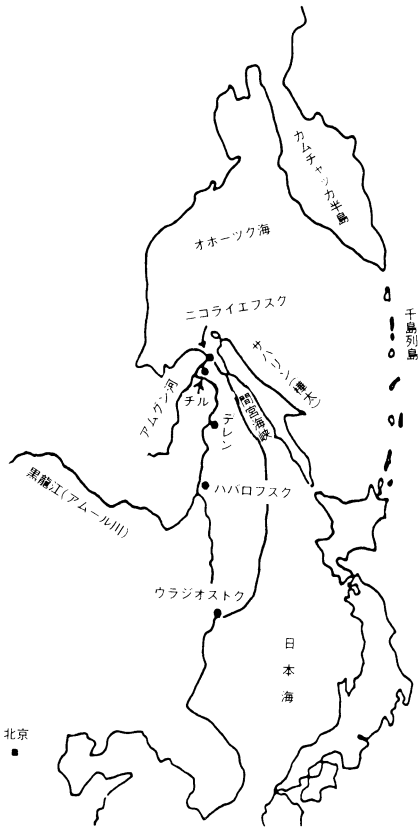 カムチャッカ半島
オホーツク海
千島列島
ニコライエフスク
サハリン(樺太)
アムグン河
チル
間宮海峡
デレン
黒龍江(アムール川)
ハバロフスク
ウラジオストク
日本海
北京